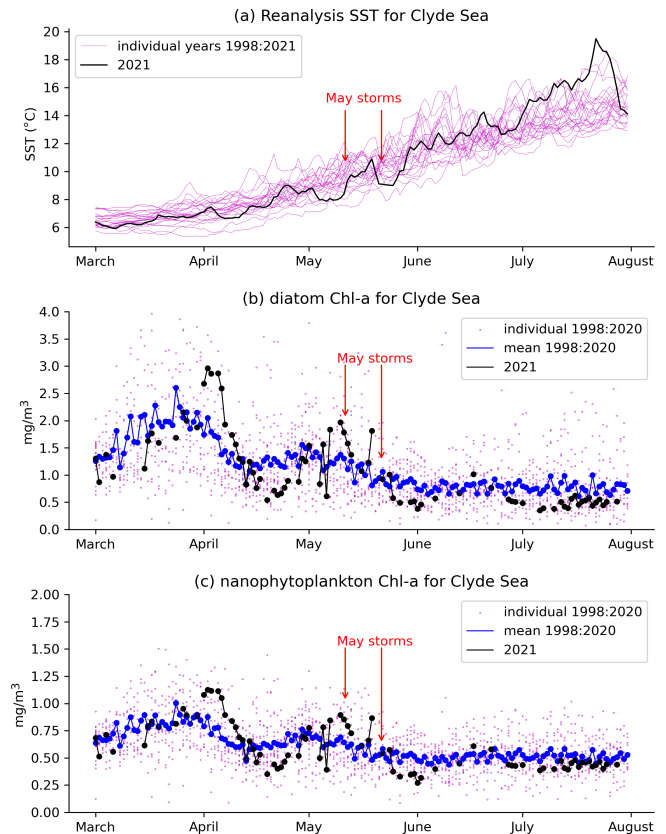 (a) Reanalysis SST for Clyde Sea
20
18
16
14
12
10
8
6
SST (°C)
individual years 1998:2021
2021
May storms
March April May June July August
(b) diatom Chl-a for Clyde Sea
4.0
3.5
3.0
2.5
2.0
1.5
1.0
0.5
0.0
mg/m³
individual 1998:2020
mean 1998:2020
2021
May storms
March April May June July August
(c) nanophytoplankton Chl-a for Clyde Sea
2.00
1.75
1.50
1.25
1.00
0.75
0.50
0.25
0.00
mg/m³
individual 1998:2020
mean 1998:2020
2021
May storms
March April May June July August